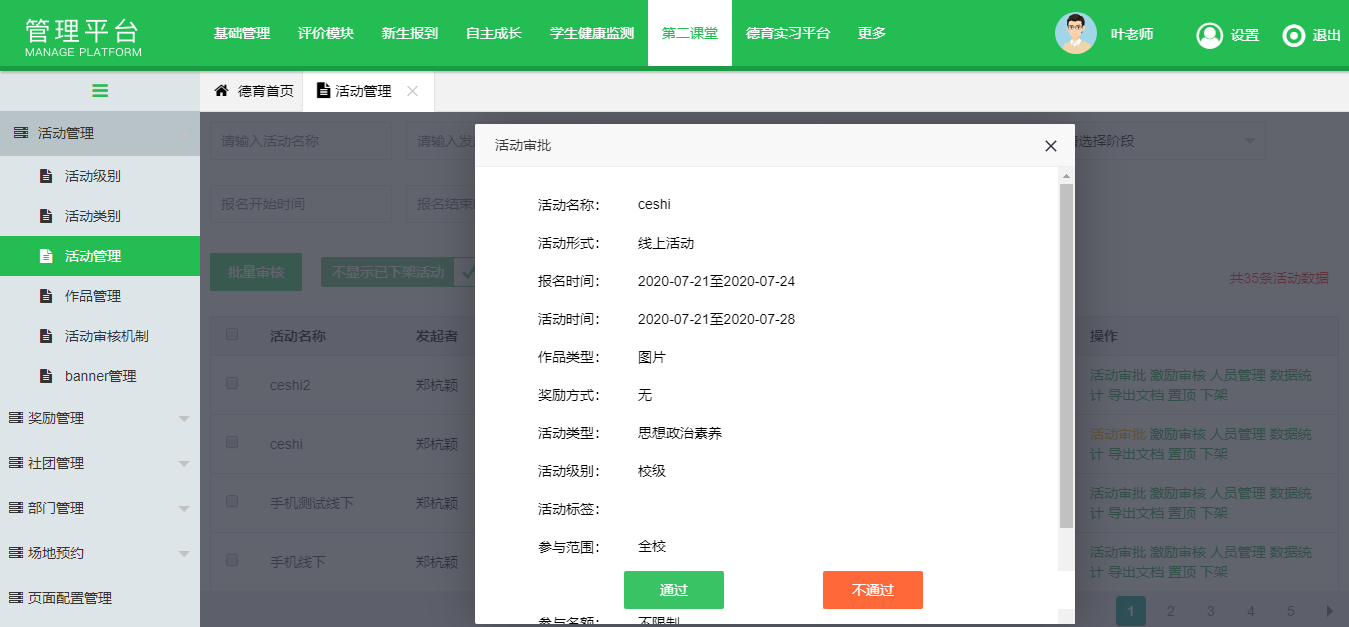 管理平台
MANAGE PLATFORM
基础管理 评价模块 新生报到 自主成长 学生健康监测 第二课堂 德育实习平台 更多
叶老师 设置 退出
德育首页 活动管理
活动管理
活动级别
活动类别
活动管理
作品管理
活动审核机制
banner管理
奖励管理
社团管理
部门管理
场地预约
页面配置管理
请输入活动名称 请输入发 选择阶段
报名开始时间 报名结束
批量审核 不显示已下架活动 共35条活动数据
活动名称 发起者 操作
ceshi2 郑杭颖 活动审批 激励审核 人员管理 数据统
计 导出文档 置顶 下架
ceshi 郑杭颖 活动审批 激励审核 人员管理 数据统
计 导出文档 置顶 下架
手机测试线下 郑杭颖 活动审批 激励审核 人员管理 数据统
计 导出文档 置顶 下架
手机线下 郑杭颖 活动审批 激励审核 人员管理 数据统
计 导出文档 置顶 下架
1 2 3 4 5
活动审批
活动名称： ceshi
活动形式： 线上活动
报名时间： 2020-07-21至2020-07-24
活动时间： 2020-07-21至2020-07-28
作品类型： 图片
奖励方式： 无
活动类型： 思想政治素养
活动级别： 校级
活动标签：
参与范围： 全校
通过 不通过
参与名额： 不限制